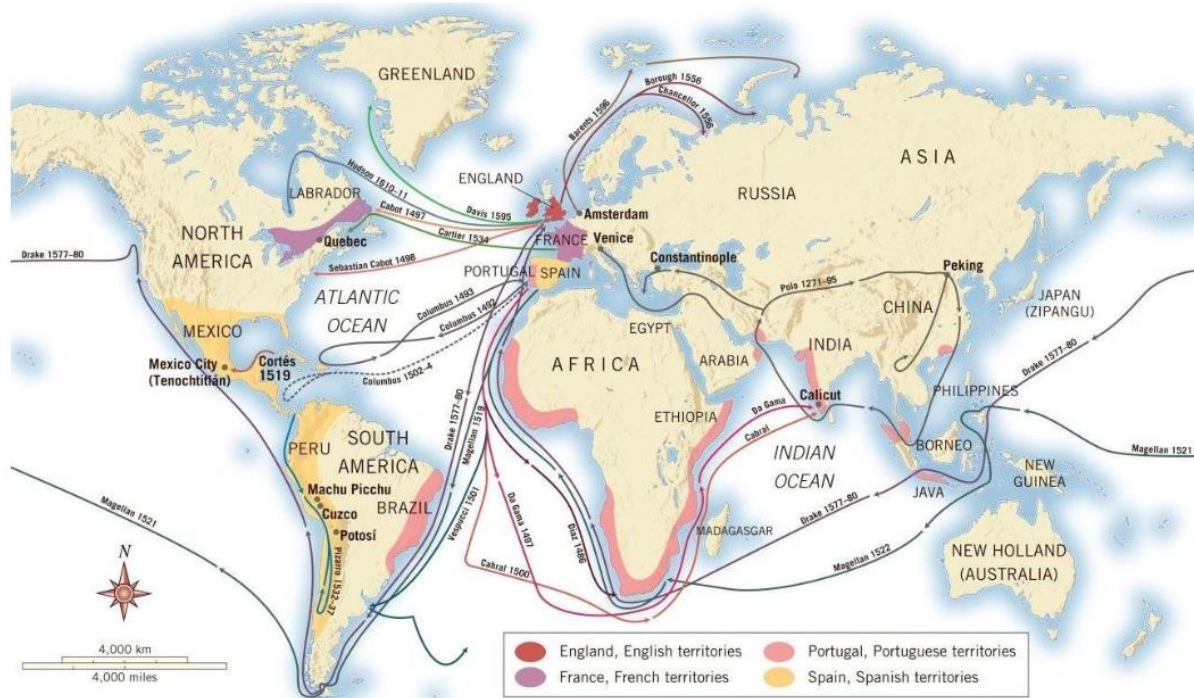 GREENLAND
Borough 1556
Chancellor 1556
Barents 1596
ASIA
Hudson 1610–11
LABRADOR
ENGLAND
RUSSIA
Davis 1595
Cabot 1497
Amsterdam
Cartier 1534
FRANCE
Venice
NORTH
AMERICA
Quebec
Drake 1577–80
Sebastian Cabot 1498
Constantinople
Peking
PORTUGAL
SPAIN
Polo 1271–95
ATLANTIC
OCEAN
Columbus 1493
Columbus 1492
CHINA
JAPAN
(ZIPANGU)
EGYPT
MEXICO
AFRICA
ARABIA
INDIA
Mexico City
(Tenochtitlán)
Cortés
1519
Columbus 1502–4
Drake 1577–80
PHILIPPINES
Calicut
Da Gama
Cabral
ETHIOPIA
Drake 1577–80
Magellan 1519
PERU
SOUTH
AMERICA
BORNEO
Magellan 1521
INDIAN
OCEAN
NEW
GUINEA
JAVA
Machu Picchu
BRAZIL
Cuzco
Magellan 1521
Vespucci 1501
Da Gama 1497
Diaz 1486
MADAGASCAR
Drake 1577–80
Potosí
Pizarro 1532–37
Cabral 1500
Magellan 1522
NEW HOLLAND
(AUSTRALIA)
N
4,000 km
4,000 miles
England, English territories
France, French territories
Portugal, Portuguese territories
Spain, Spanish territories